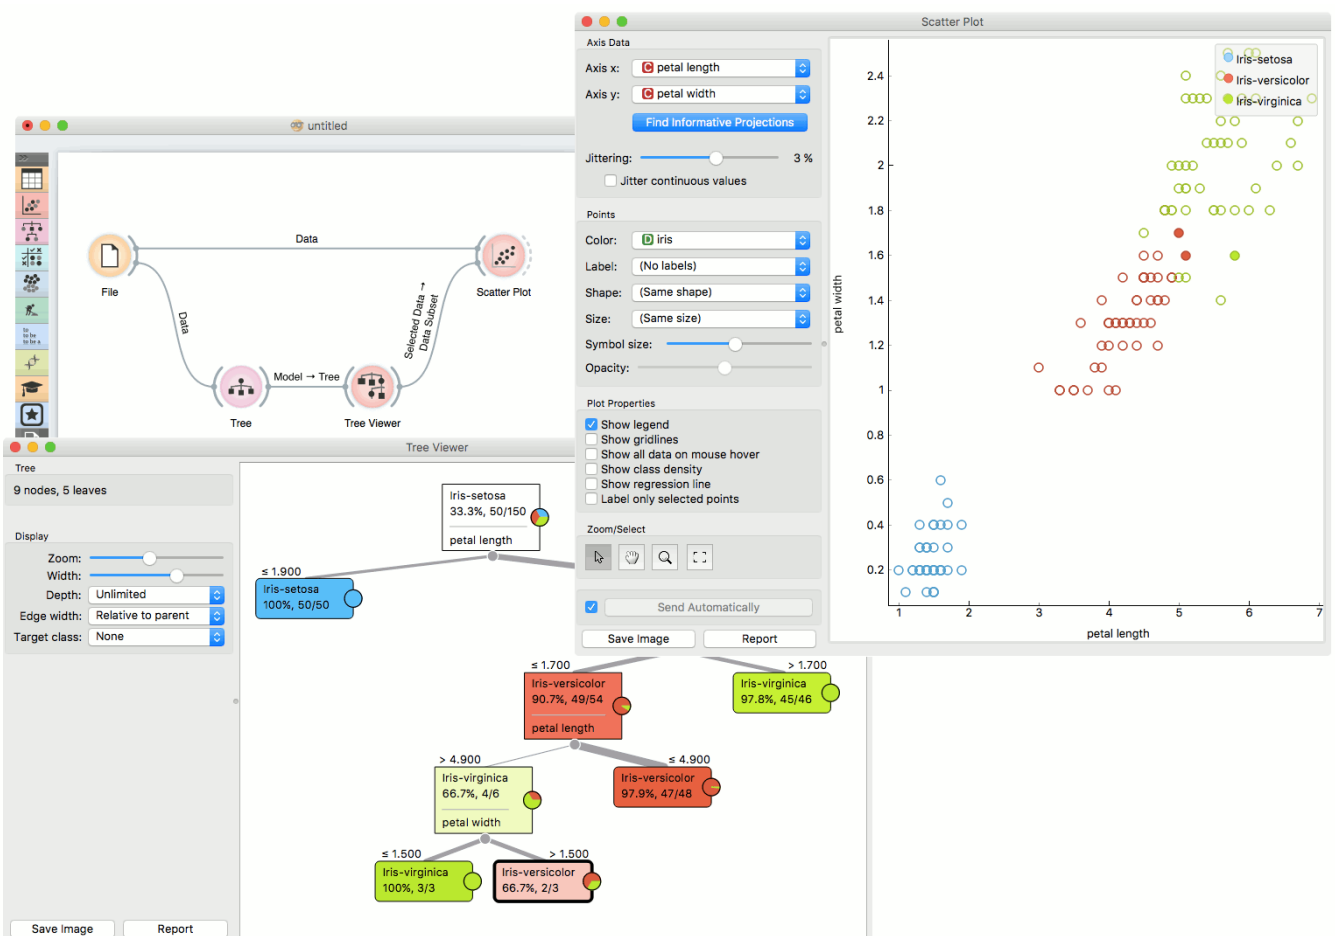 Scatter Plot
Axis Data
Axis x: C petal length
Axis y: C petal width
Find Informative Projections
Jittering: 3 %
Jitter continuous values
Points
Color: D iris
Label: (No labels)
Shape: (Same shape)
Size: (Same size)
Symbol size:
Opacity:
Plot Properties
Show legend
Show gridlines
Show all data on mouse hover
Show class density
Show regression line
Label only selected points
Zoom/Select
Send Automatically
Save Image Report
Iris-setosa
Iris-versicolor
Iris-virginica
2.4
2.2
2
1.8
1.6
1.4
1.2
1
0.8
0.6
0.4
0.2
petal width
1 2 3 4 5 6 7
petal length
untitled
Data
File
Scatter Plot
Data
Selected Data →
Data Subset
Model → Tree
Tree
Tree Viewer
Tree Viewer
Tree
9 nodes, 5 leaves
Display
Zoom:
Width:
Depth: Unlimited
Edge width: Relative to parent
Target class: None
Save Image Report
Iris-setosa
33.3%, 50/150
petal length
≤ 1.900
Iris-setosa
100%, 50/50
≤ 1.700 > 1.700
Iris-versicolor
90.7%, 49/54
petal length
Iris-virginica
97.8%, 45/46
> 4.900 ≤ 4.900
Iris-virginica
66.7%, 4/6
petal width
Iris-versicolor
97.9%, 47/48
≤ 1.500 > 1.500
Iris-virginica
100%, 3/3
Iris-versicolor
66.7%, 2/3